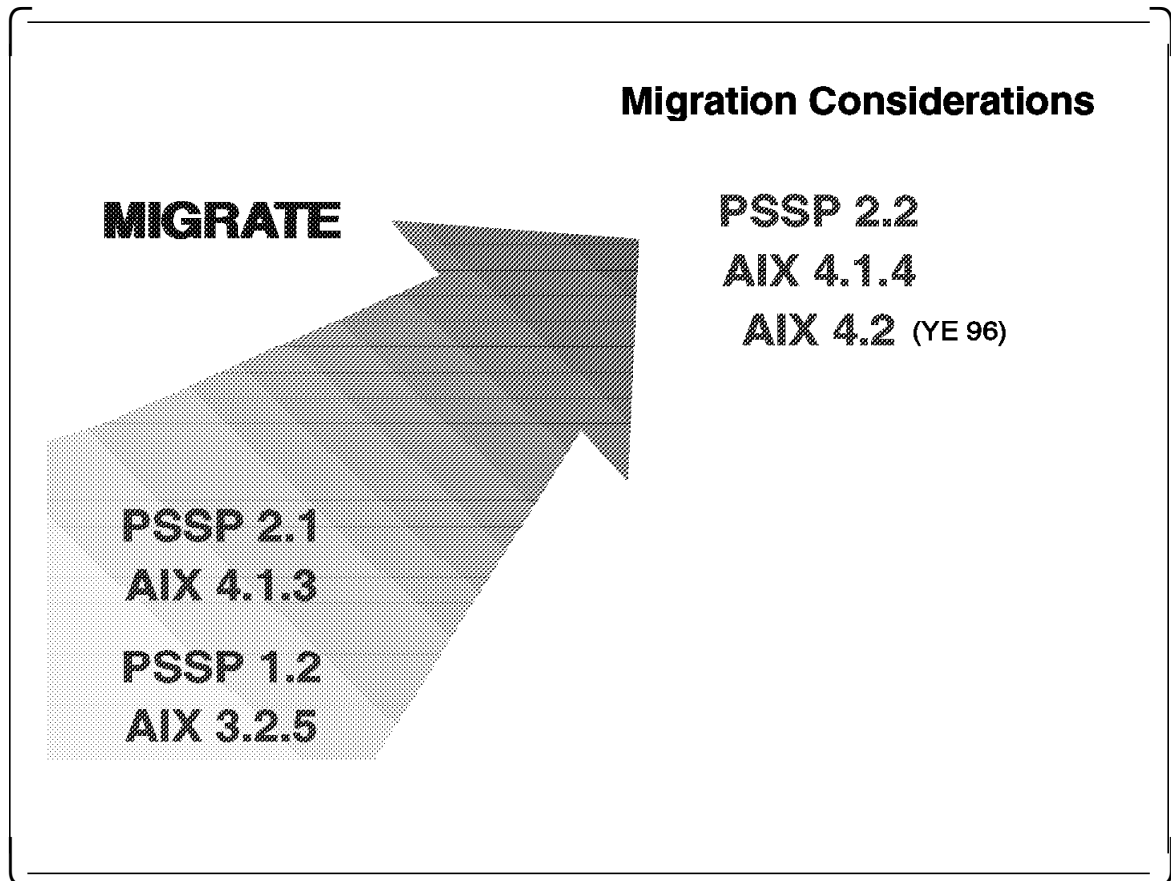 Migration Considerations
MIGRATE
PSSP 2.2
AIX 4.1.4
AIX 4.2 (YE 96)
PSSP 2.1
AIX 4.1.3
PSSP 1.2
AIX 3.2.5